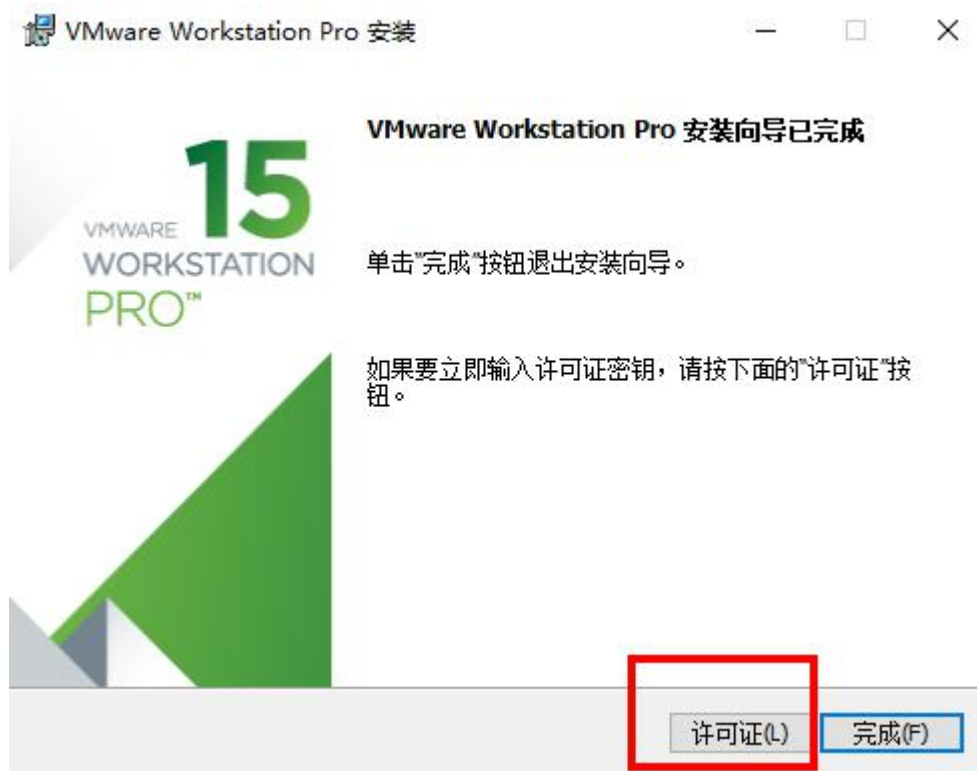 VMware Workstation Pro 安装
VMware Workstation Pro 安装向导已完成
15
VMWARE
WORKSTATION
PRO™
单击"完成"按钮退出安装向导。
如果要立即输入许可证密钥，请按下面的"许可证"按
钮。
许可证(L)
完成(F)